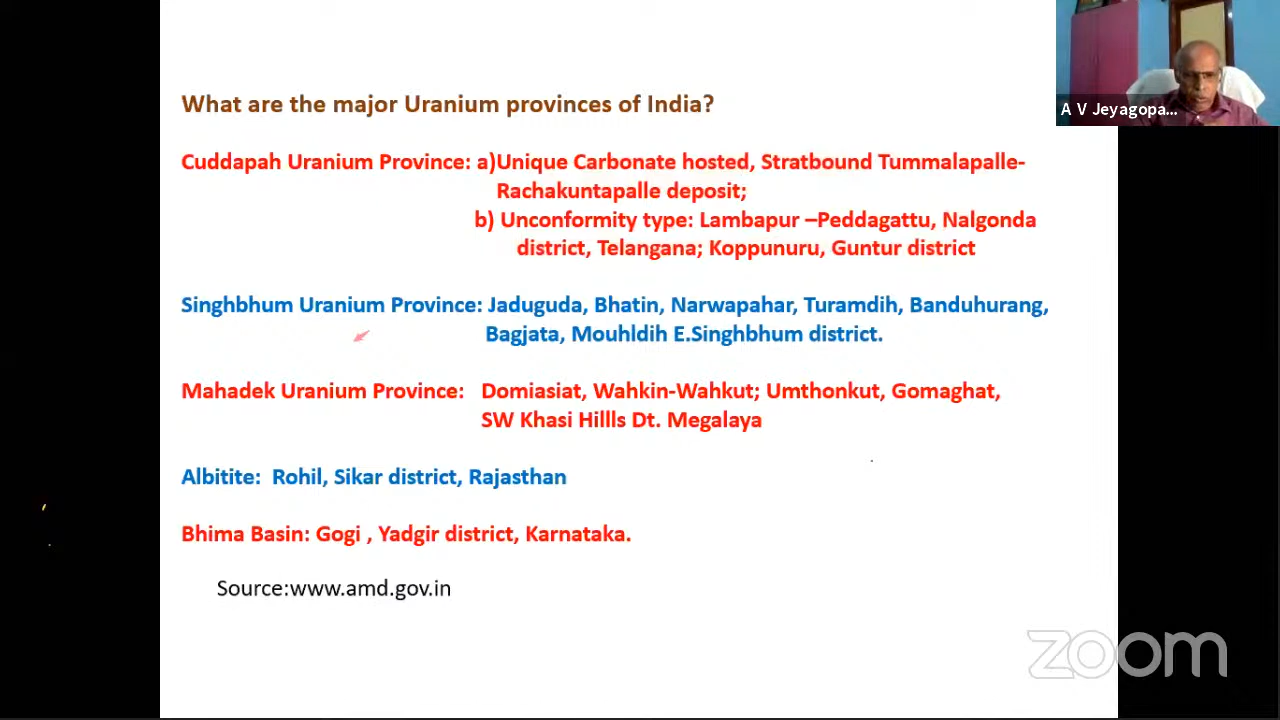 What are the major Uranium provinces of India?
Cuddapah Uranium Province: a)Unique Carbonate hosted, Stratbound Tummalapalle-
Rachakuntapalle deposit;
b) Unconformity type: Lambapur –Peddagattu, Nalgonda
district, Telangana; Koppunuru, Guntur district
Singhbhum Uranium Province: Jaduguda, Bhatin, Narwapahar, Turamdih, Banduhurang,
Bagjata, Mouhldih E.Singhbhum district.
Mahadek Uranium Province: Domiasiat, Wahkin-Wahkut; Umthonkut, Gomaghat,
SW Khasi Hillls Dt. Megalaya
Albitite: Rohil, Sikar district, Rajasthan
Bhima Basin: Gogi , Yadgir district, Karnataka.
Source:www.amd.gov.in
A V Jeyagopa...
zoom